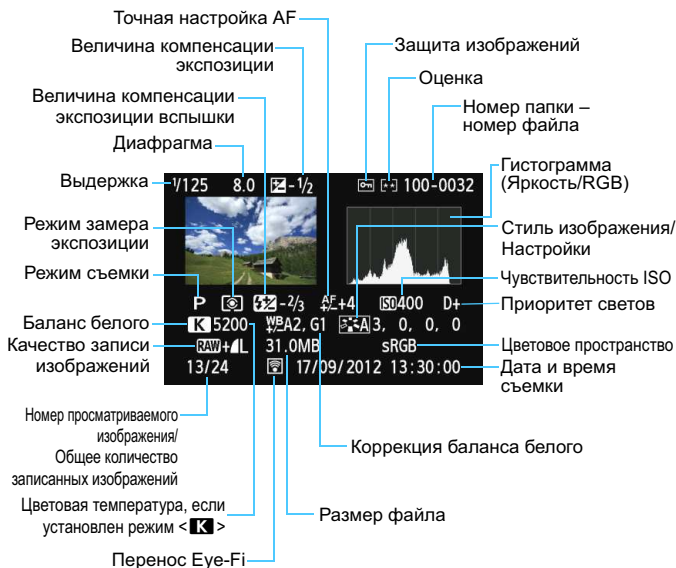 Точная настройка AF
Величина компенсации
экспозиции
Величина компенсации
экспозиции вспышки
Диафрагма
Выдержка
Режим замера
экспозиции
Режим съемки
Баланс белого
Качество записи
изображений
Номер просматриваемого
изображения/
Общее количество
записанных изображений
Цветовая температура, если
установлен режим < K >
Перенос Eye-Fi
Защита изображений
Оценка
Номер папки –
номер файла
Гистограмма
(Яркость/RGB)
Стиль изображения/
Настройки
Чувствительность ISO
Приоритет светов
Цветовое пространство
Дата и время
съемки
Коррекция баланса белого
Размер файла
1/125 8.0 -1/2 100-0032
P -2/3 AF+4 ISO400 D+
K 5200 WB A2, G1 A 3, 0, 0, 0
RAW+L 31.0MB sRGB
13/24 17/09/2012 13:30:00